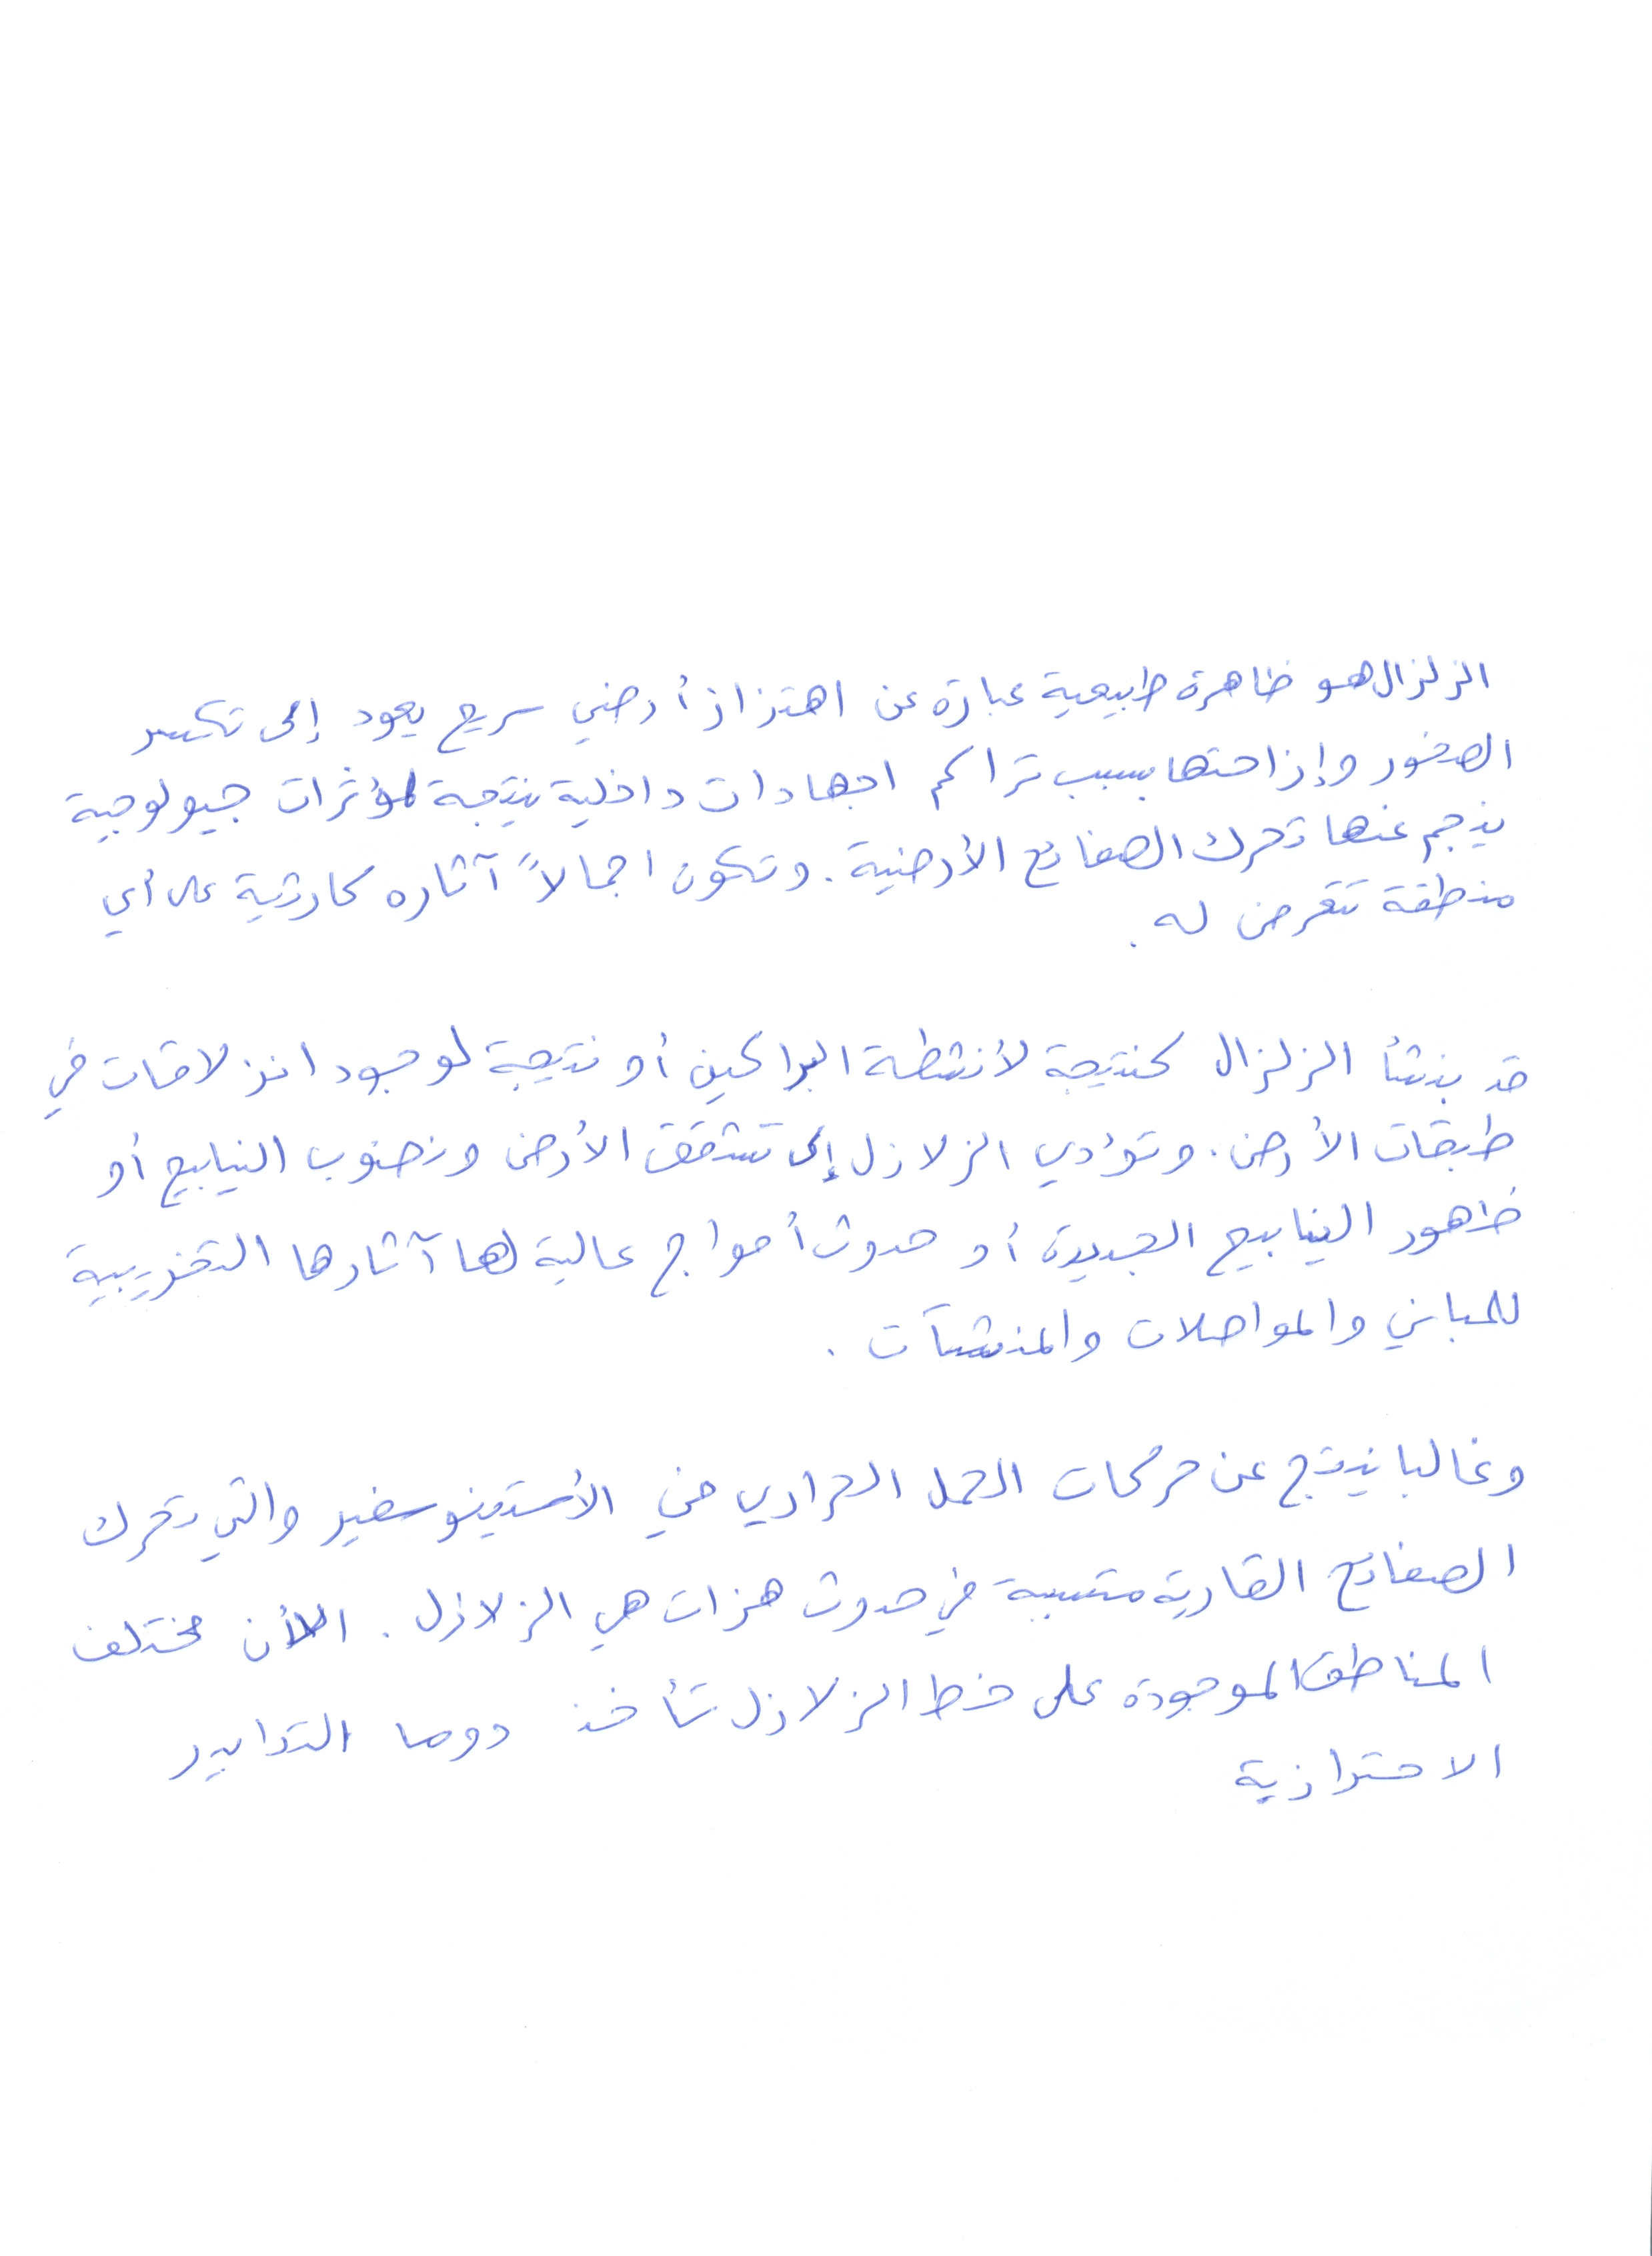 الزلزال هو ظاهرة طبيعية عبارة عن اهتزاز أرضي سريع يعود إلى تكسر
الصخور وإزاحتها بسبب تراكم اجهادات داخلية نتيجة لمؤثرات جيولوجية
ينجم عنها تحرك الصفائح الأرضية. وتكون اجمالاً آثاره كارثية على أي
منطقة تتعرض له.
قد ينشأ الزلزال كنتيجة لأنشطة البراكين أو نتيجة لوجود انزلاقات في
طبقات الأرض. وتؤدي الزلازل إلى تشقق الأرض ونضوب الينابيع أو
ظهور الينابيع الجديدة أو حدوث أمواج عالية لها آثارها التخريبية
للمباني والمواصلات والمنشآت.
وغالبا ينتج عن حركات الحمل الحراري في الأستينوسفير والتي تحرك
الصفائح القارية متسببة في حدوث هزات هي الزلازل. الأن مختلف
المناطق الموجودة على خط الزلازل تأخذ دوما التدابير
الاحترازية